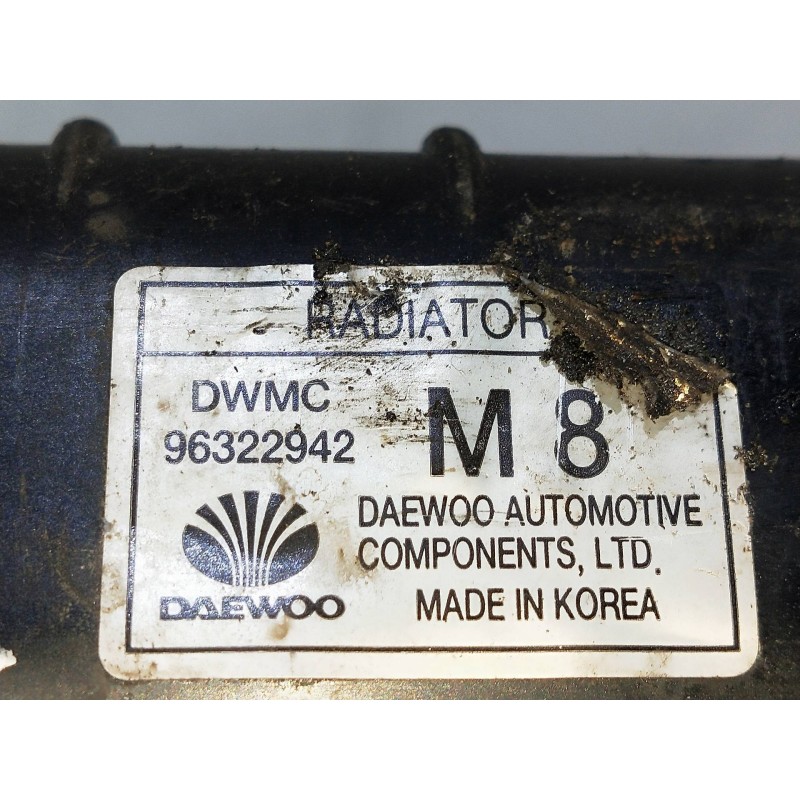 RADIATOR
DWMC
96322942
M 8
DAEWOO
DAEWOO AUTOMOTIVE
COMPONENTS, LTD.
MADE IN KOREA